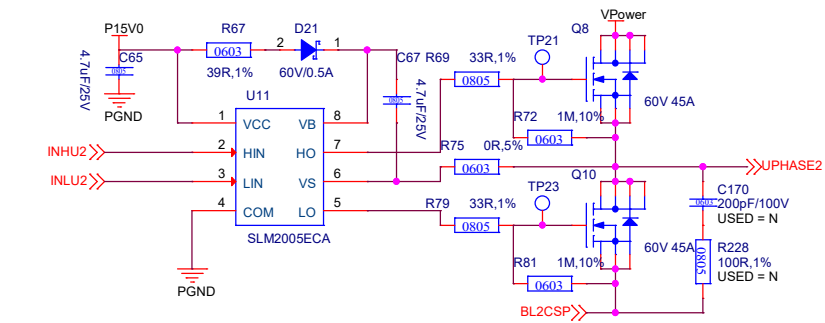 VPower
P15V0
R67
D21
TP21
Q8
C65
0603
2
1
C67
R69
33R,1%
0805
4.7uF/25V
39R,1%
60V/0.5A
0805
4.7uF/25V
0805
PGND
U11
R72
1M,10%
60V 45A
1
VCC
VB
8
0603
INHU2
2
HIN
HO
7
R75
0R,5%
INLU2
3
LIN
VS
6
0603
UPHASE2
TP23
Q10
4
COM
LO
5
R79
33R,1%
C170
0603
200pF/100V
USED = N
SLM2005ECA
0805
60V 45A
R228
R81
1M,10%
0805
100R,1%
USED = N
PGND
0603
BL2CSP